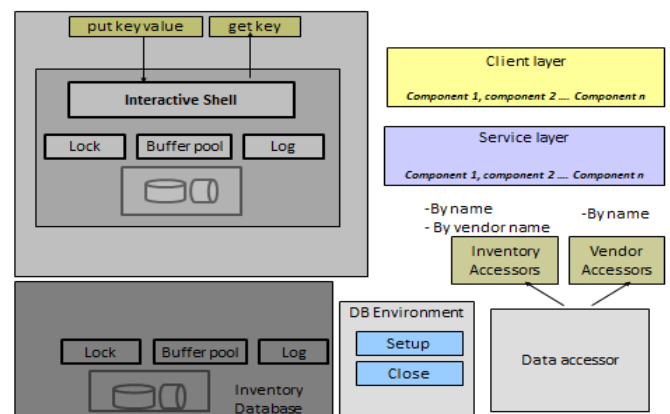 put key value
get key
Interactive Shell
Lock
Buffer pool
Log
Client layer
Component 1, component 2 .... Component n
Service layer
Component 1, component 2 .... Component n
-By name
- By vendor name
-By name
Inventory
Accessors
Vendor
Accessors
DB Environment
Setup
Close
Data accessor
Lock
Buffer pool
Log
Inventory
Database